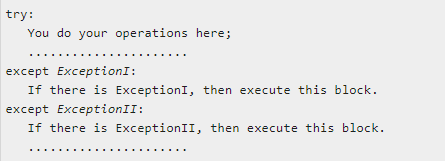 try:
   You do your operations here;
   ......................
except ExceptionI:
   If there is ExceptionI, then execute this block.
except ExceptionII:
   If there is ExceptionII, then execute this block.
   ......................